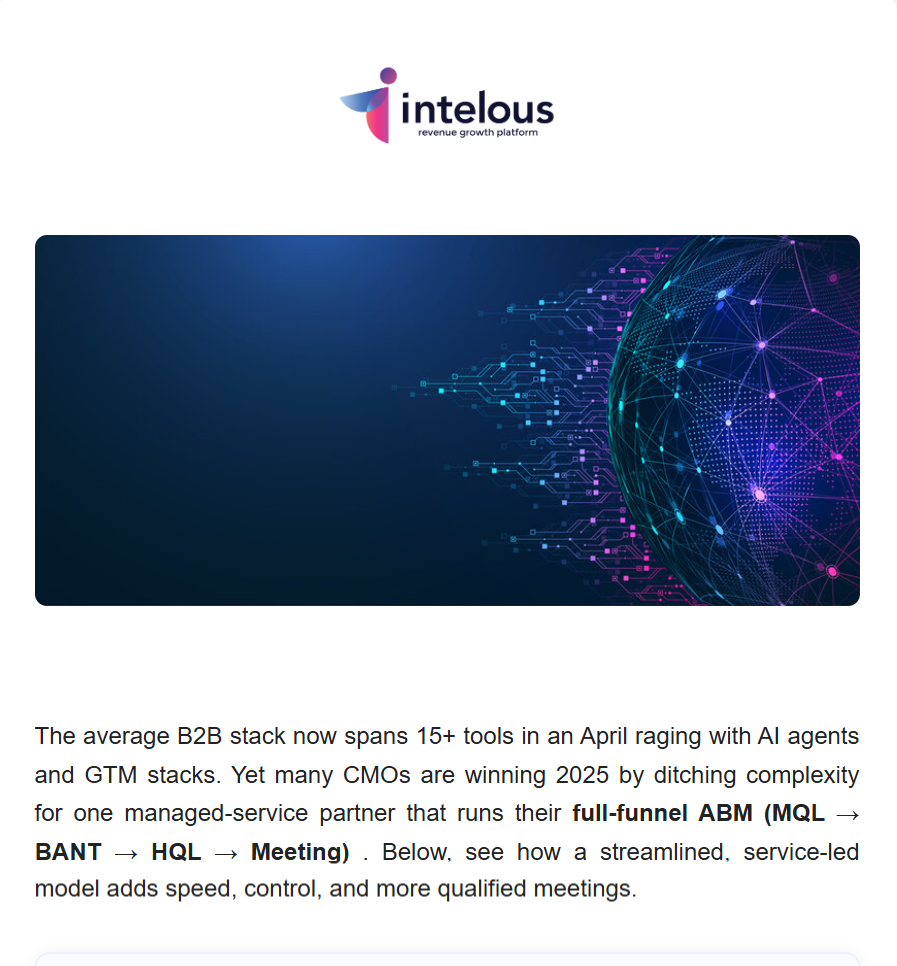 intelous
revenue growth platform
The average B2B stack now spans 15+ tools in an April raging with AI agents
and GTM stacks. Yet many CMOs are winning 2025 by ditching complexity
for one managed-service partner that runs their full-funnel ABM (MQL →
BANT → HQL → Meeting) . Below, see how a streamlined, service-led
model adds speed, control, and more qualified meetings.